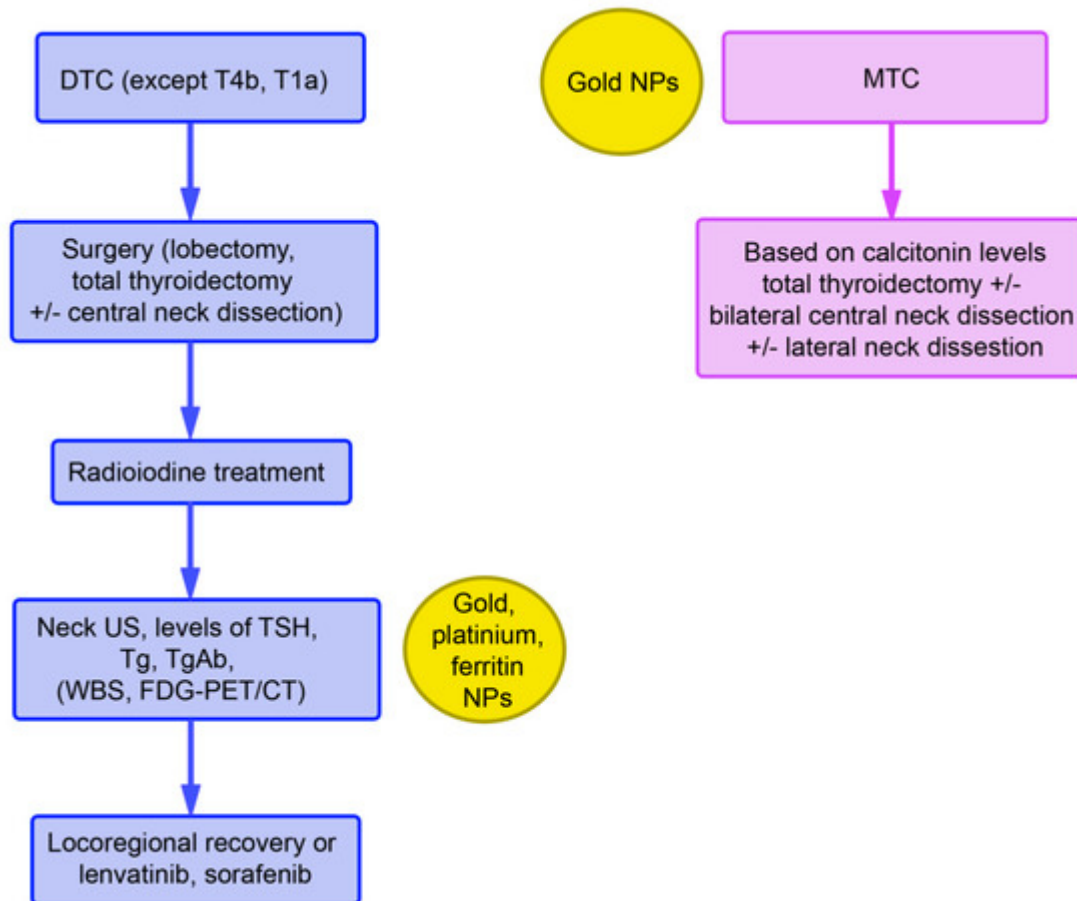 DTC (except T4b, T1a)
Surgery (lobectomy,
total thyroidectomy
+/- central neck dissection)
Radioiodine treatment
Neck US, levels of TSH,
Tg, TgAb,
(WBS, FDG-PET/CT)
Gold,
platinium,
ferritin
NPs
Locoregional recovery or
lenvatinib, sorafenib
Gold NPs
MTC
Based on calcitonin levels
total thyroidectomy +/-
bilateral central neck dissection
+/- lateral neck dissestion